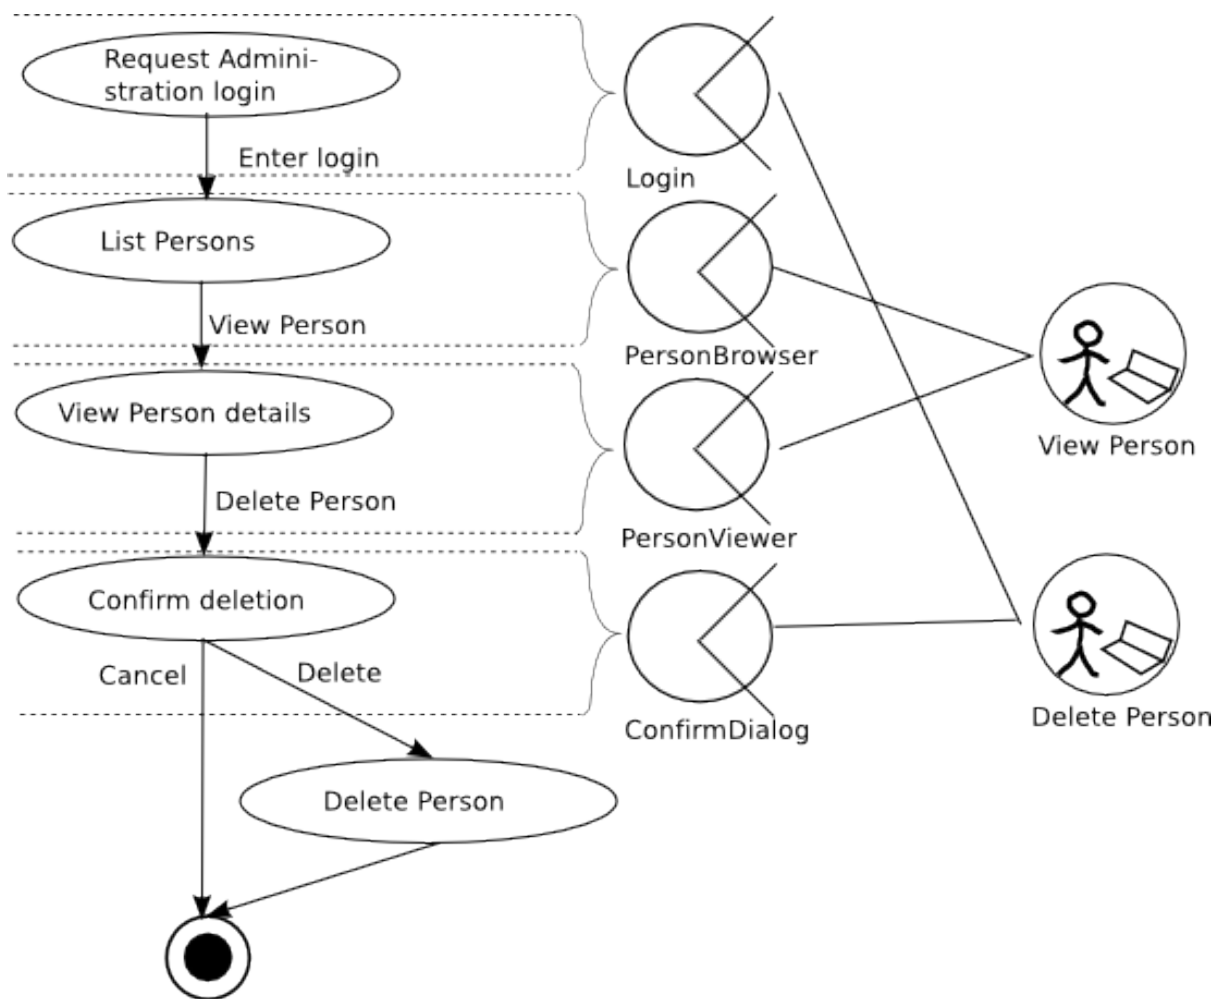 Request Admini-
stration login
Enter login
Login
List Persons
View Person
PersonBrowser
View Person details
View Person
Delete Person
PersonViewer
Confirm deletion
Cancel
Delete
Delete Person
ConfirmDialog
Delete Person